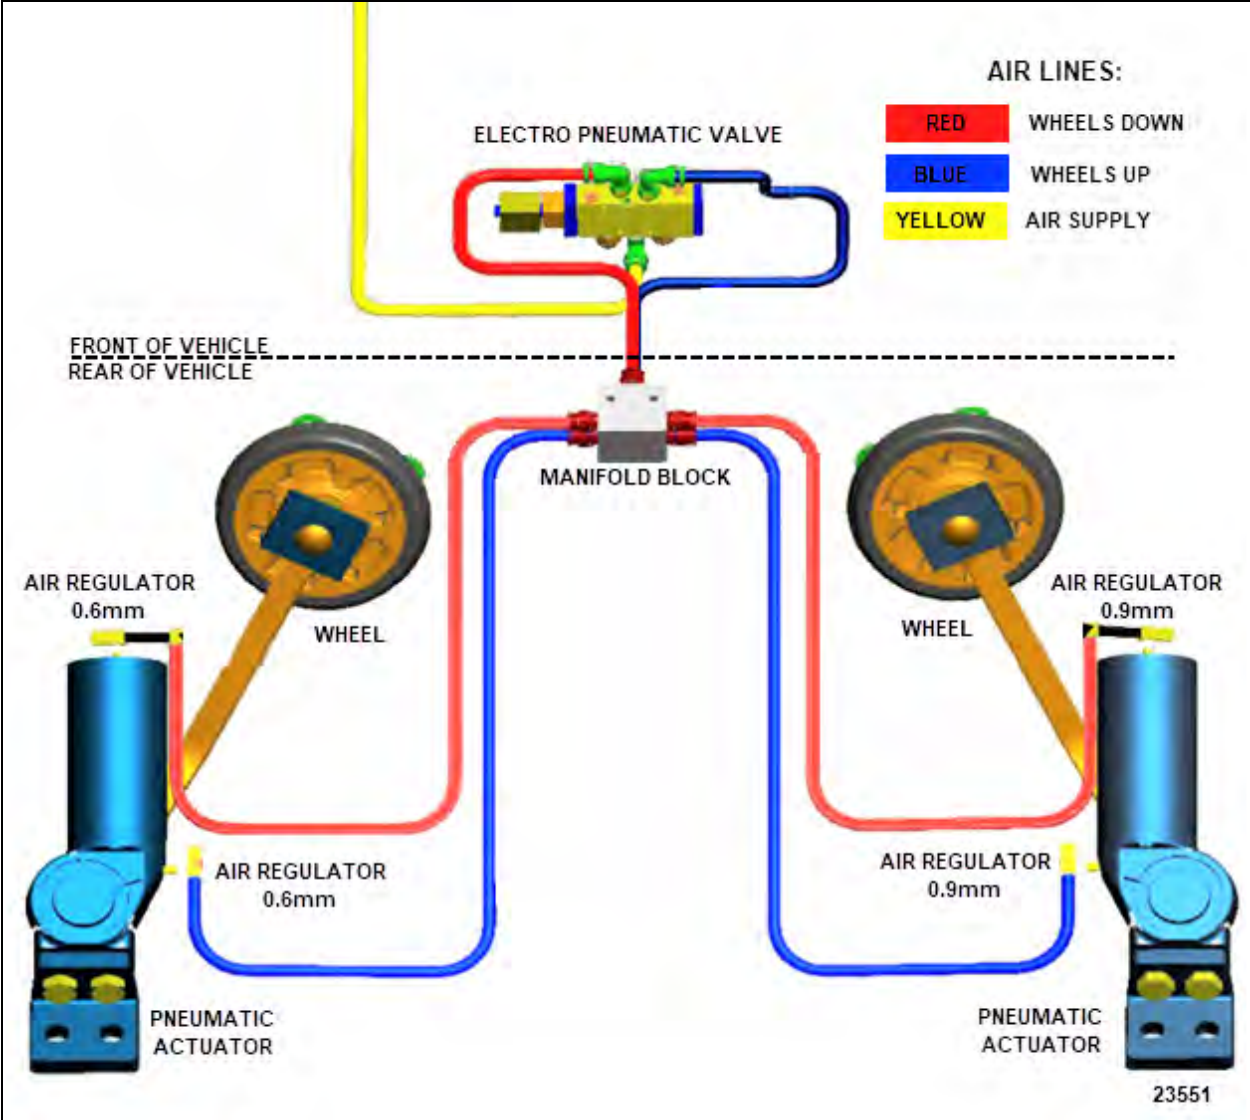 AIR LINES:
RED WHEELS DOWN
ELECTRO PNEUMATIC VALVE
BLUE WHEELS UP
YELLOW AIR SUPPLY
FRONT OF VEHICLE
REAR OF VEHICLE
MANIFOLD BLOCK
AIR REGULATOR
0.6mm
WHEEL
WHEEL
AIR REGULATOR
0.9mm
AIR REGULATOR
0.6mm
AIR REGULATOR
0.9mm
PNEUMATIC
ACTUATOR
PNEUMATIC
ACTUATOR
23551